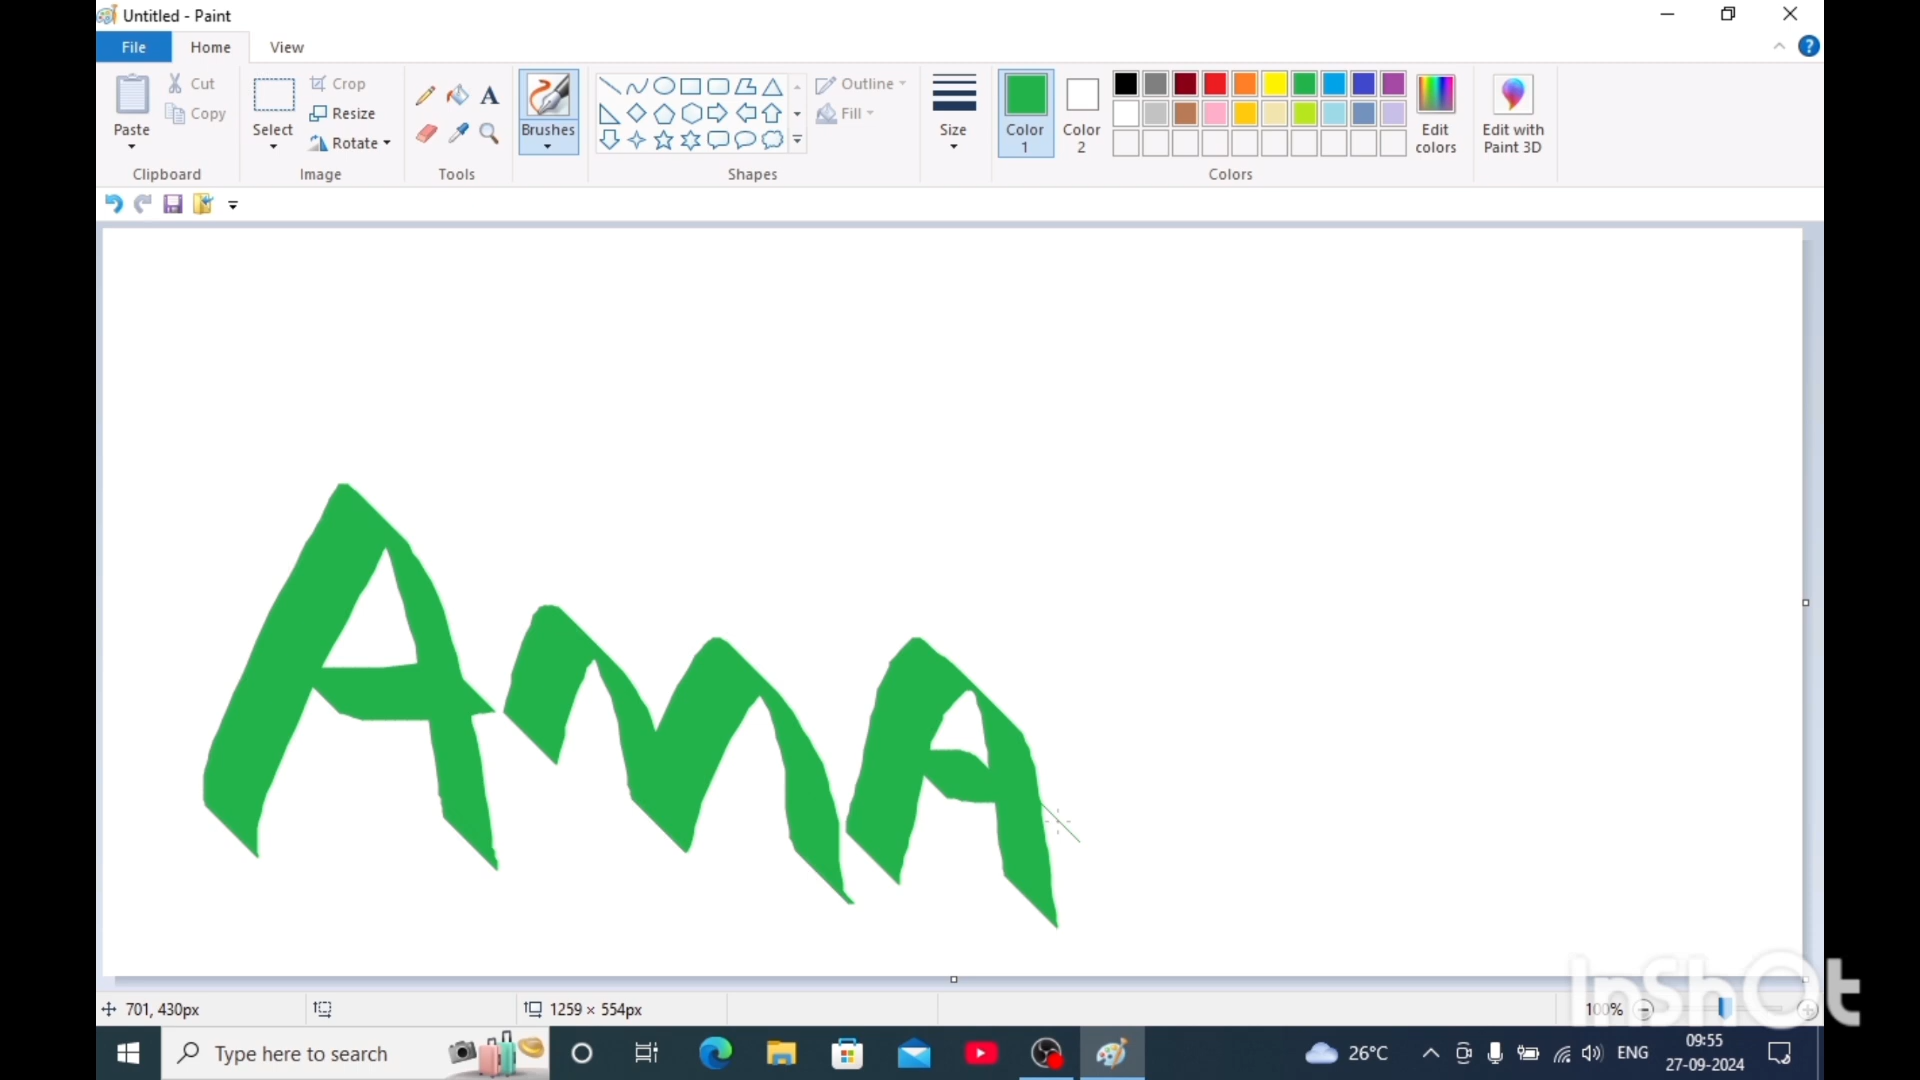 Untitled - Paint
File Home View
Paste Cut Copy Select Crop Resize Rotate Brushes Outline Fill Size Color 1 Color 2 Edit colors Edit with Paint 3D
Clipboard Image Tools Shapes Colors
AmA
701, 430px 1259 × 554px 100%
InShOt
Type here to search 26°C ENG 09:55
27-09-2024